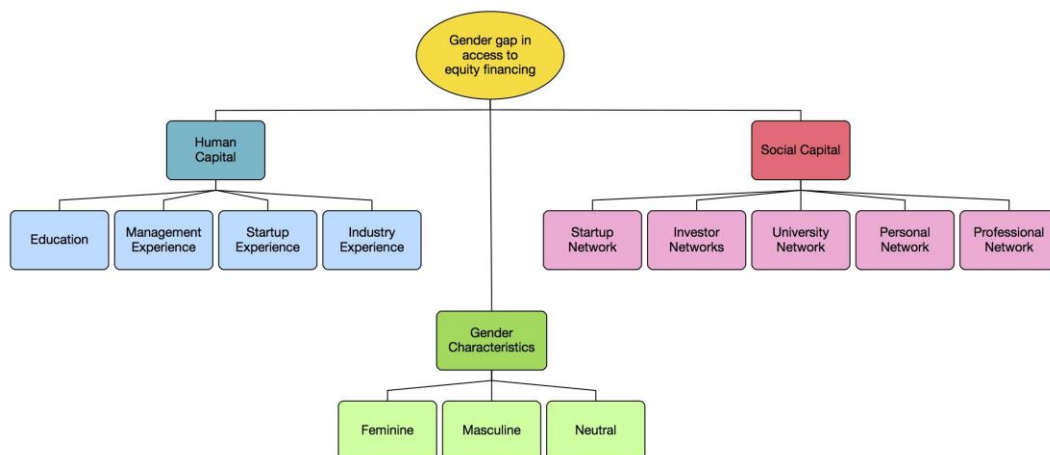 Gender gap in
access to
equity financing
Human
Capital
Social Capital
Education
Management
Experience
Startup
Experience
Industry
Experience
Startup
Network
Investor
Networks
University
Network
Personal
Network
Professional
Network
Gender
Characteristics
Feminine
Masculine
Neutral